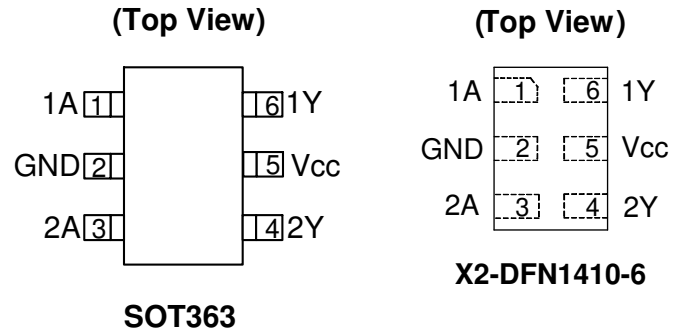 (Top View)
1A 1 6 1Y
GND 2 5 Vcc
2A 3 4 2Y
SOT363
(Top View)
1A 1 6 1Y
GND 2 5 Vcc
2A 3 4 2Y
X2-DFN1410-6